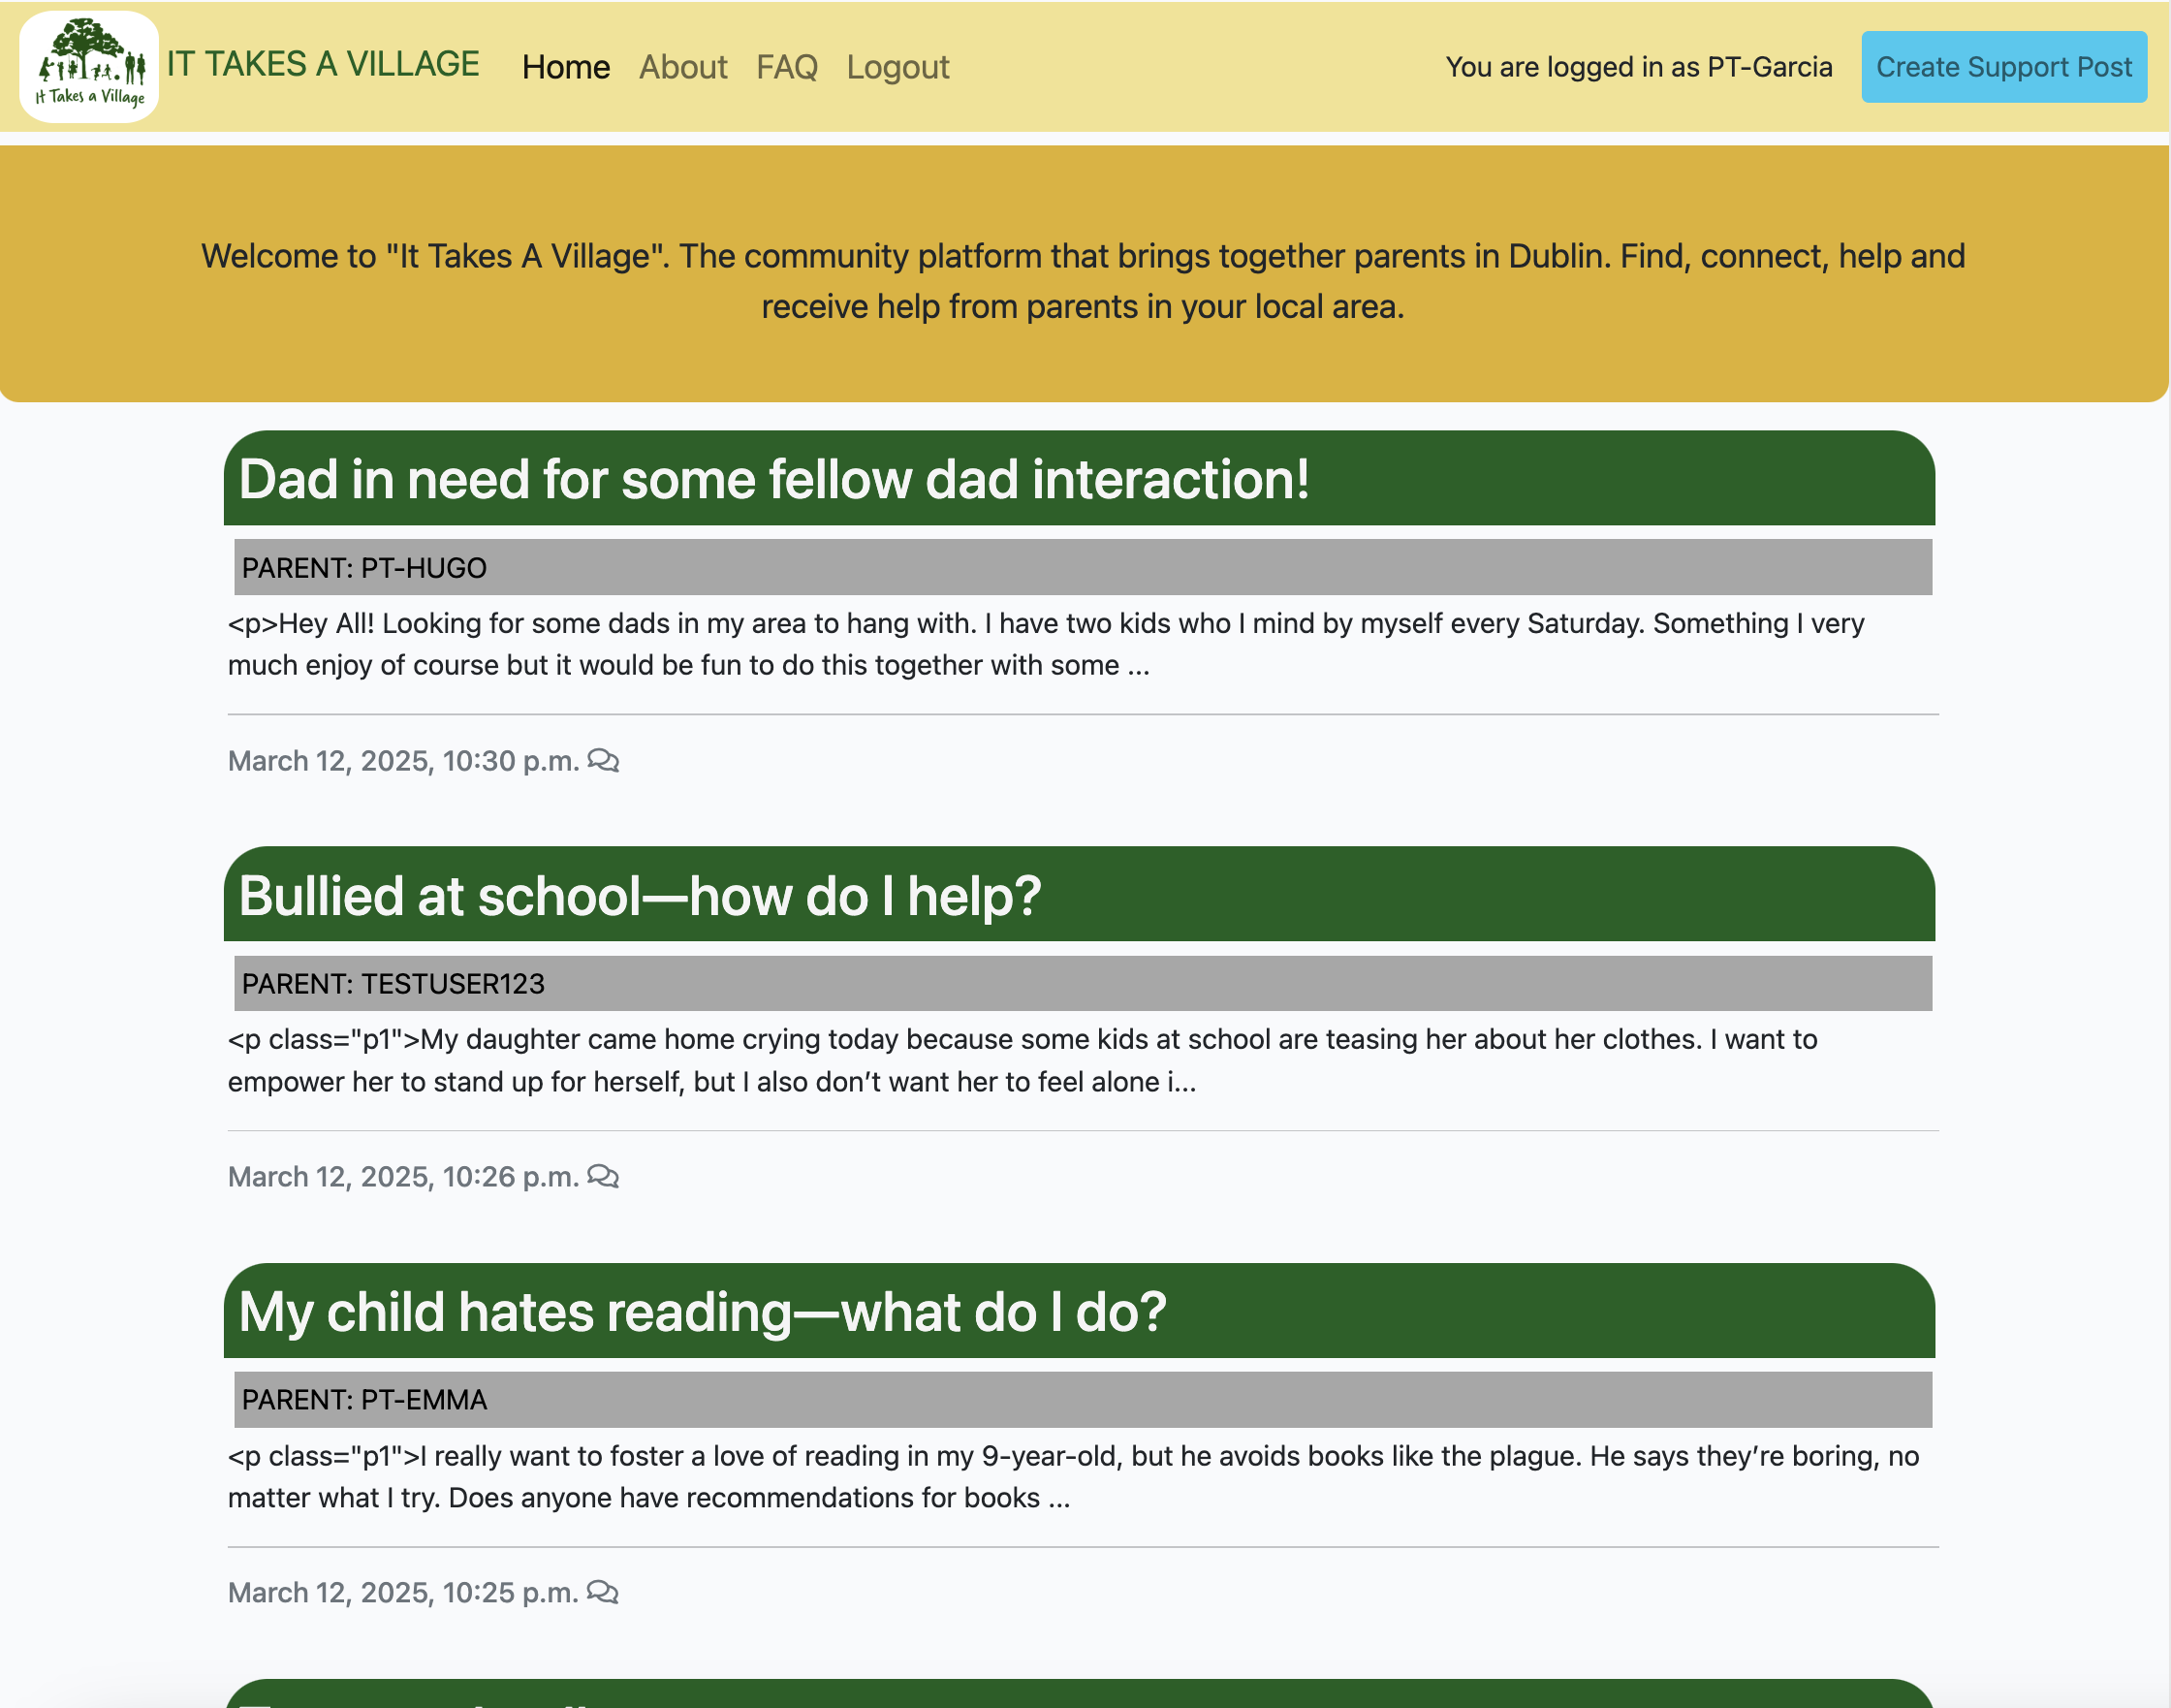 It Takes a Village
IT TAKES A VILLAGE
Home About FAQ Logout
You are logged in as PT-Garcia
Create Support Post
Welcome to "It Takes A Village". The community platform that brings together parents in Dublin. Find, connect, help and
receive help from parents in your local area.
Dad in need for some fellow dad interaction!
PARENT: PT-HUGO
<p>Hey All! Looking for some dads in my area to hang with. I have two kids who I mind by myself every Saturday. Something I very
much enjoy of course but it would be fun to do this together with some ...
March 12, 2025, 10:30 p.m.
Bullied at school—how do I help?
PARENT: TESTUSER123
<p class="p1">My daughter came home crying today because some kids at school are teasing her about her clothes. I want to
empower her to stand up for herself, but I also don’t want her to feel alone i...
March 12, 2025, 10:26 p.m.
My child hates reading—what do I do?
PARENT: PT-EMMA
<p class="p1">I really want to foster a love of reading in my 9-year-old, but he avoids books like the plague. He says they’re boring, no
matter what I try. Does anyone have recommendations for books ...
March 12, 2025, 10:25 p.m.